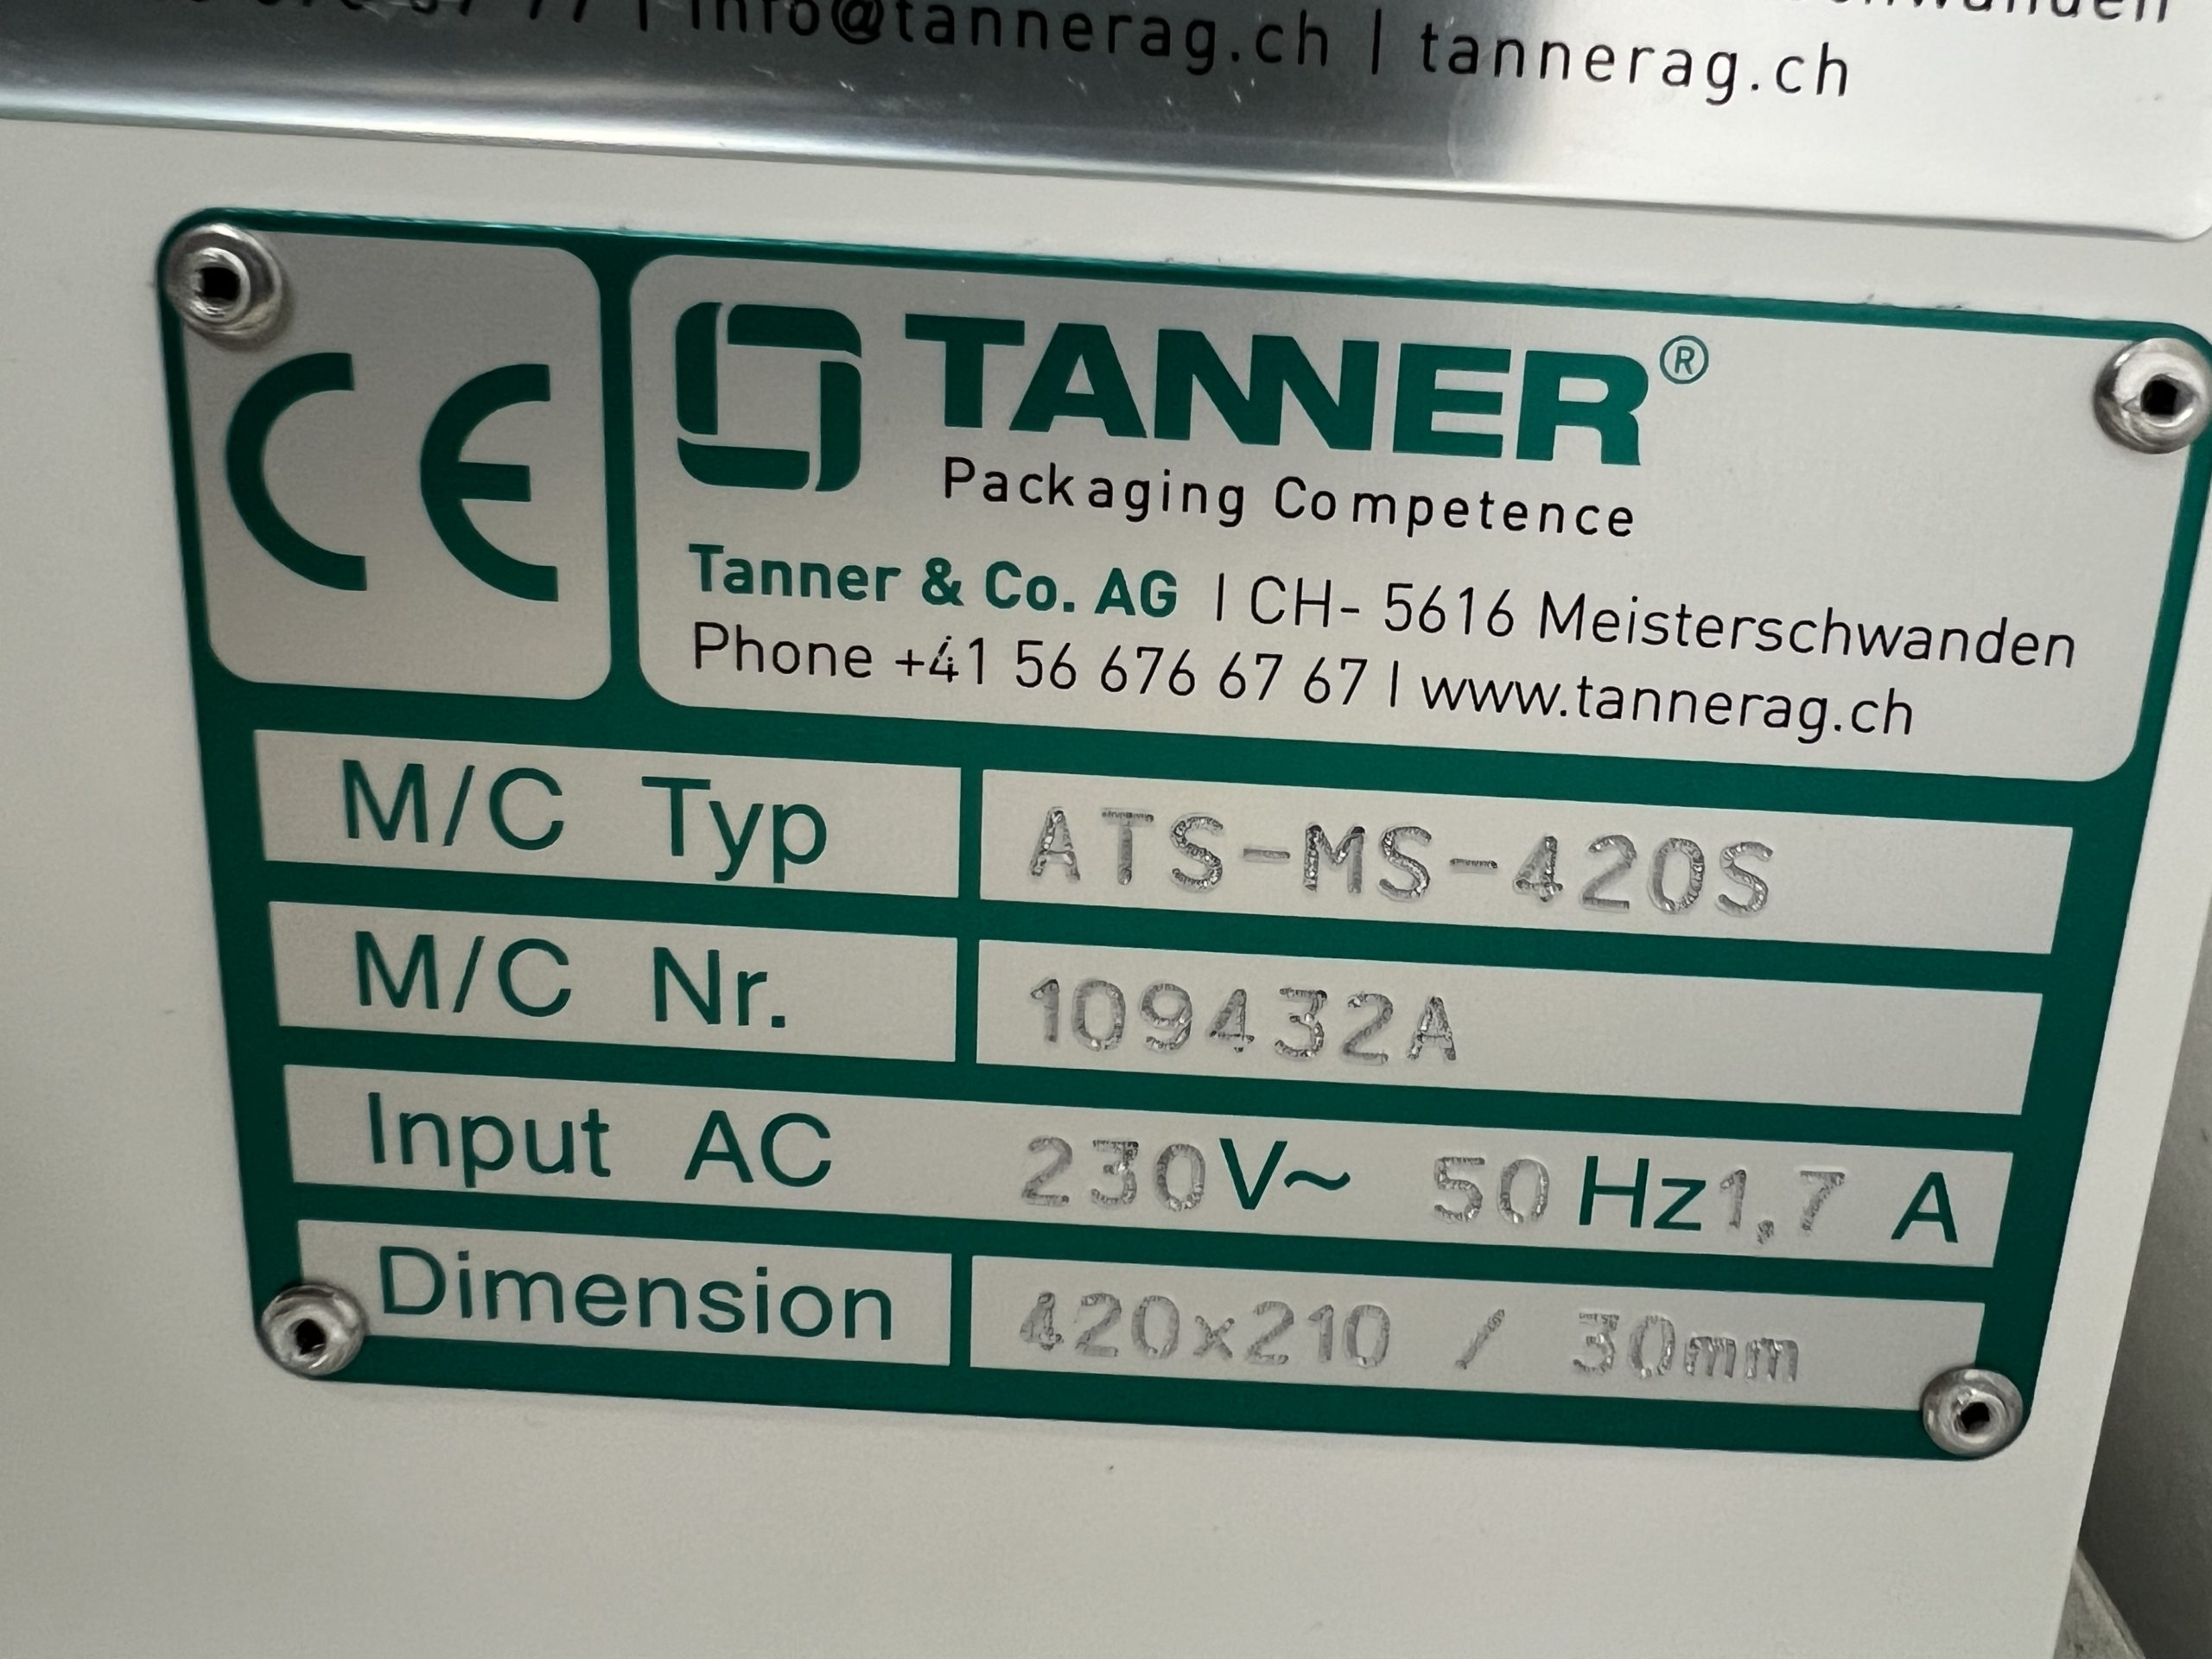 info@tannerag.ch | tannerag.ch
CE
TANNER®
Packaging Competence
Tanner & Co. AG | CH- 5616 Meisterschwanden
Phone +41 56 676 67 67 | www.tannerag.ch
M/C Typ ATS-MS-420S
M/C Nr. 109432A
Input AC 230V~ 50 Hz 1,7 A
Dimension 420x210 / 30mm